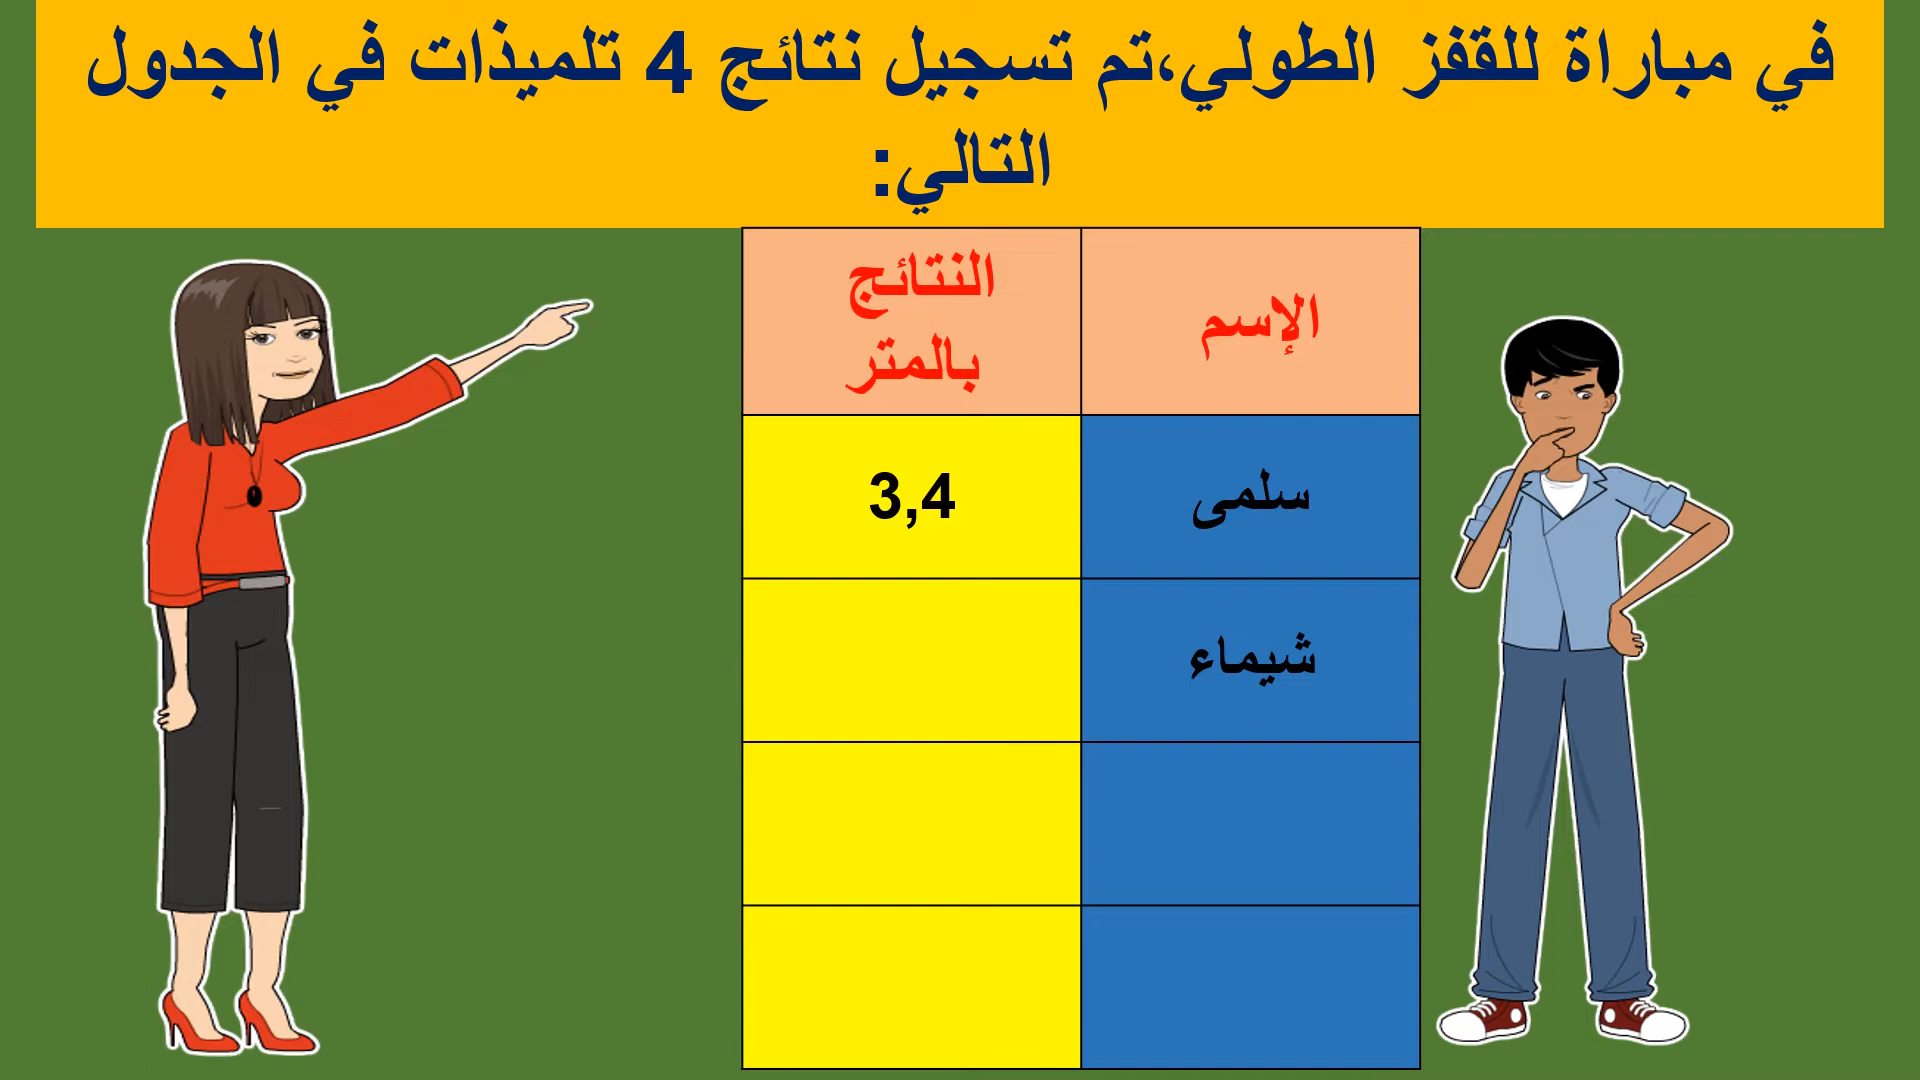 في مباراة للقفز الطولي،تم تسجيل نتائج 4 تلميذات في الجدول
التالي:
الإسم
النتائج
بالمتر
سلمى
3,4
شيماء